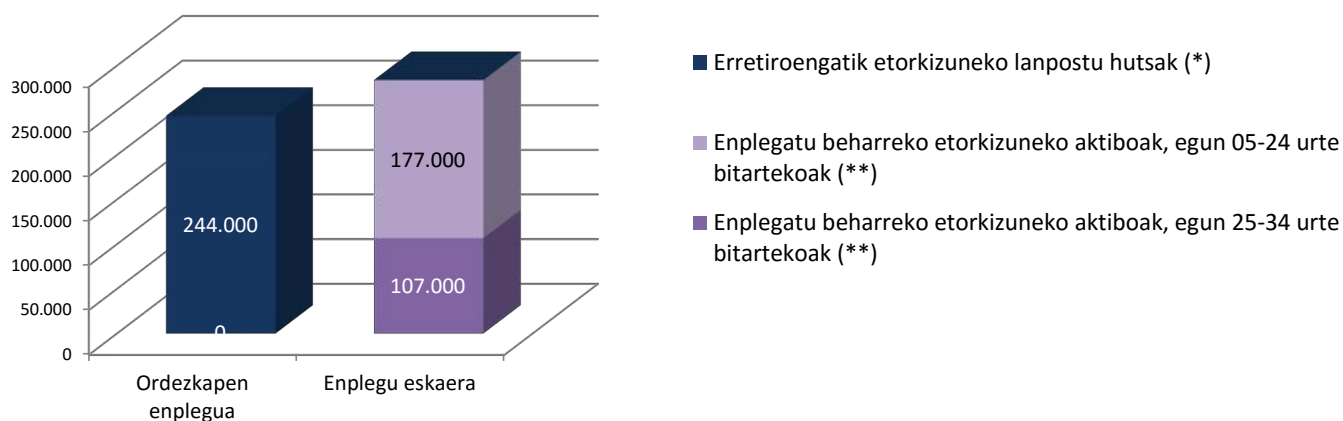 300.000
250.000
200.000
150.000
100.000
50.000
0
244.000
0
177.000
107.000
Ordezkapen
enplegua
Enplegu eskaera
Erretiroengatik etorkizuneko lanpostu hutsak (*)
Enplegatu beharreko etorkizuneko aktiboak, egun 05-24 urte
bitartekoak (**)
Enplegatu beharreko etorkizuneko aktiboak, egun 25-34 urte
bitartekoak (**)